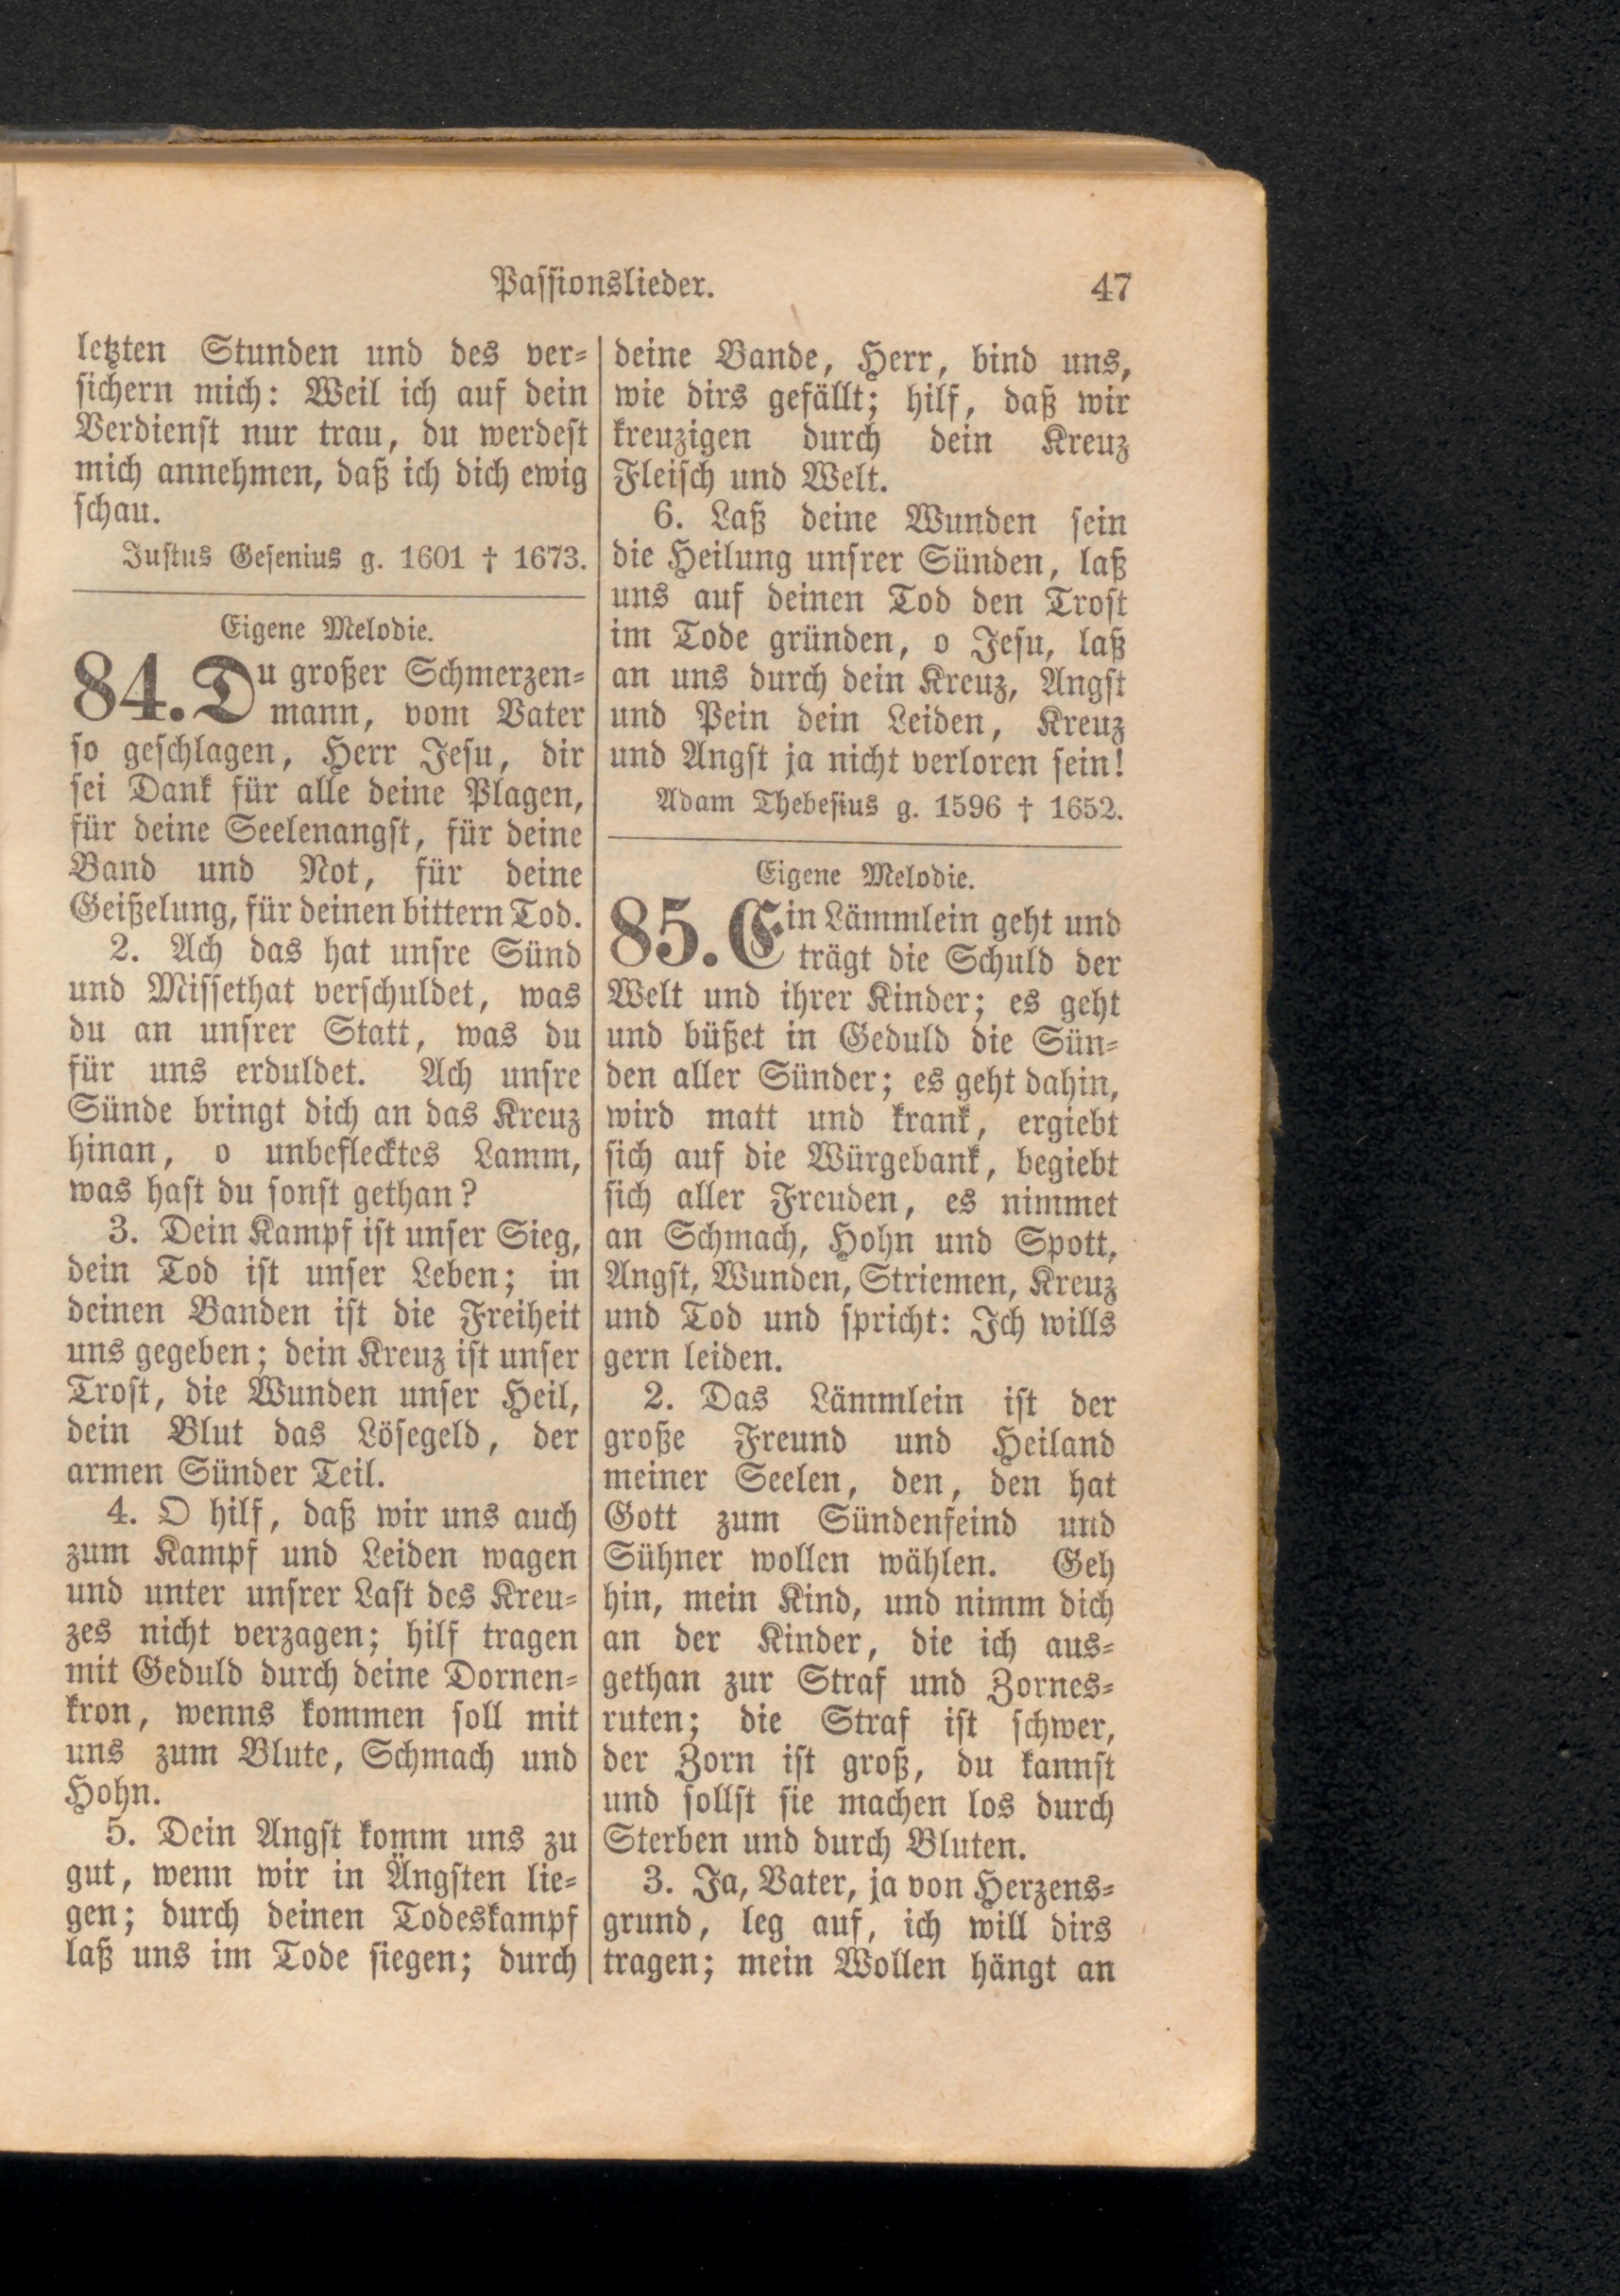 Passionslieder. 47
letzten Stunden und des ver-
sichern mich: Weil ich auf dein
Verdienst nur trau, du werdest
mich annehmen, daß ich dich ewig
schau.
Justus Gesenius g. 1601 † 1673.
Eigene Melodie.
84. Du großer Schmerzen-
mann, vom Vater
so geschlagen, Herr Jesu, dir
sei Dank für alle deine Plagen,
für deine Seelenangst, für deine
Band und Not, für deine
Geißelung, für deinen bittern Tod.
2. Ach das hat unsre Sünd
und Missethat verschuldet, was
du an unsrer Statt, was du
für uns erduldet. Ach unsre
Sünde bringt dich an das Kreuz
hinan, o unbeflecktes Lamm,
was hast du sonst gethan?
3. Dein Kampf ist unser Sieg,
dein Tod ist unser Leben; in
deinen Banden ist die Freiheit
uns gegeben; dein Kreuz ist unser
Trost, die Wunden unser Heil,
dein Blut das Lösegeld, der
armen Sünder Teil.
4. O hilf, daß wir uns auch
zum Kampf und Leiden wagen
und unter unsrer Last des Kreu-
zes nicht verzagen; hilf tragen
mit Geduld durch deine Dornen-
kron, wenns kommen soll mit
uns zum Blute, Schmach und
Hohn.
5. Dein Angst komm uns zu
gut, wenn wir in Ängsten lie-
gen; durch deinen Todeskampf
laß uns im Tode siegen; durch
deine Bande, Herr, bind uns,
wie dirs gefällt; hilf, daß wir
kreuzigen durch dein Kreuz
Fleisch und Welt.
6. Laß deine Wunden sein
die Heilung unsrer Sünden, laß
uns auf deinen Tod den Trost
im Tode gründen, o Jesu, laß
an uns durch dein Kreuz, Angst
und Pein dein Leiden, Kreuz
und Angst ja nicht verloren sein!
Adam Thebesius g. 1596 † 1652.
Eigene Melodie.
85. Ein Lämmlein geht und
trägt die Schuld der
Welt und ihrer Kinder; es geht
und büßet in Geduld die Sün-
den aller Sünder; es geht dahin,
wird matt und krank, ergiebt
sich auf die Würgebank, begiebt
sich aller Freuden, es nimmet
an Schmach, Hohn und Spott,
Angst, Wunden, Striemen, Kreuz
und Tod und spricht: Ich wills
gern leiden.
2. Das Lämmlein ist der
große Freund und Heiland
meiner Seelen, den, den hat
Gott zum Sündenfeind und
Sühner wollen wählen. Geh
hin, mein Kind, und nimm dich
an der Kinder, die ich aus-
gethan zur Straf und Zornes-
ruten; die Straf ist schwer,
der Zorn ist groß, du kannst
und sollst sie machen los durch
Sterben und durch Bluten.
3. Ja, Vater, ja von Herzens-
grund, leg auf, ich will dirs
tragen; mein Wollen hängt an